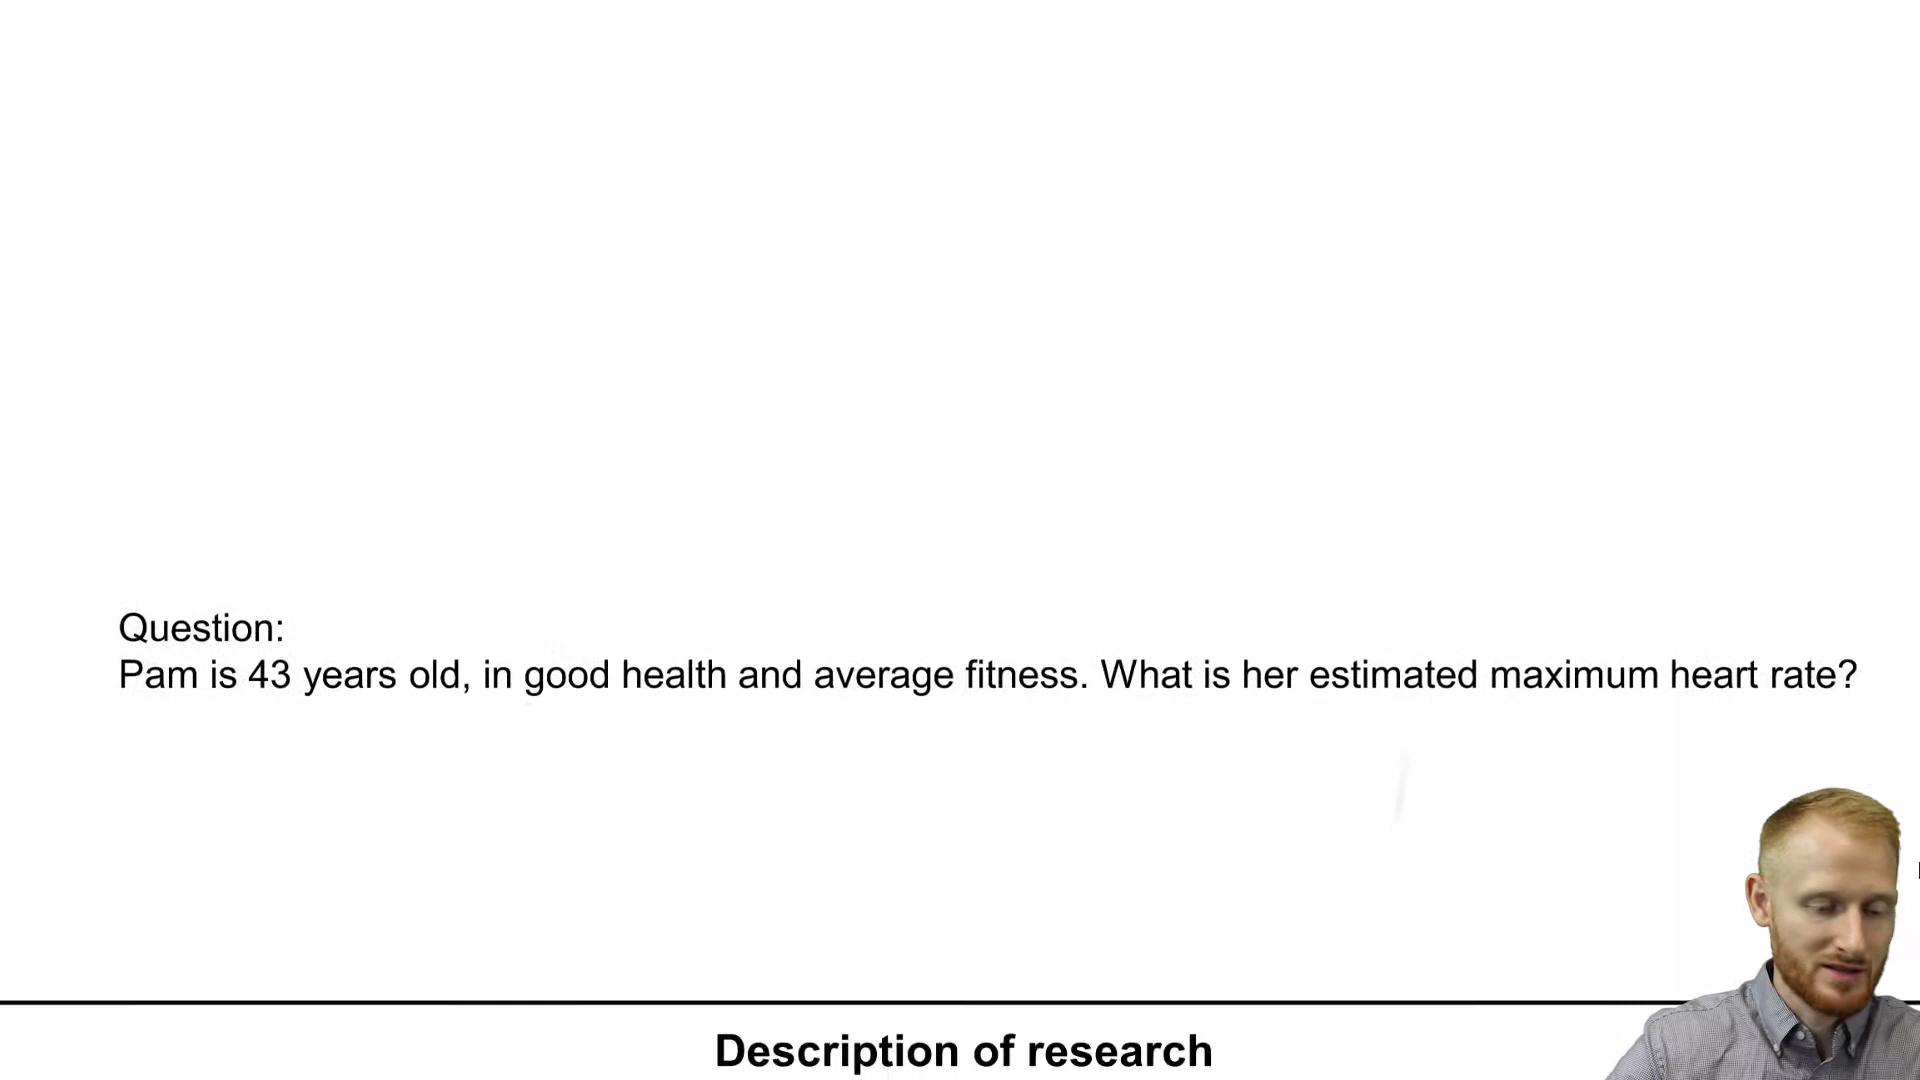 Question:
Pam is 43 years old, in good health and average fitness. What is her estimated maximum heart rate?
Description of research